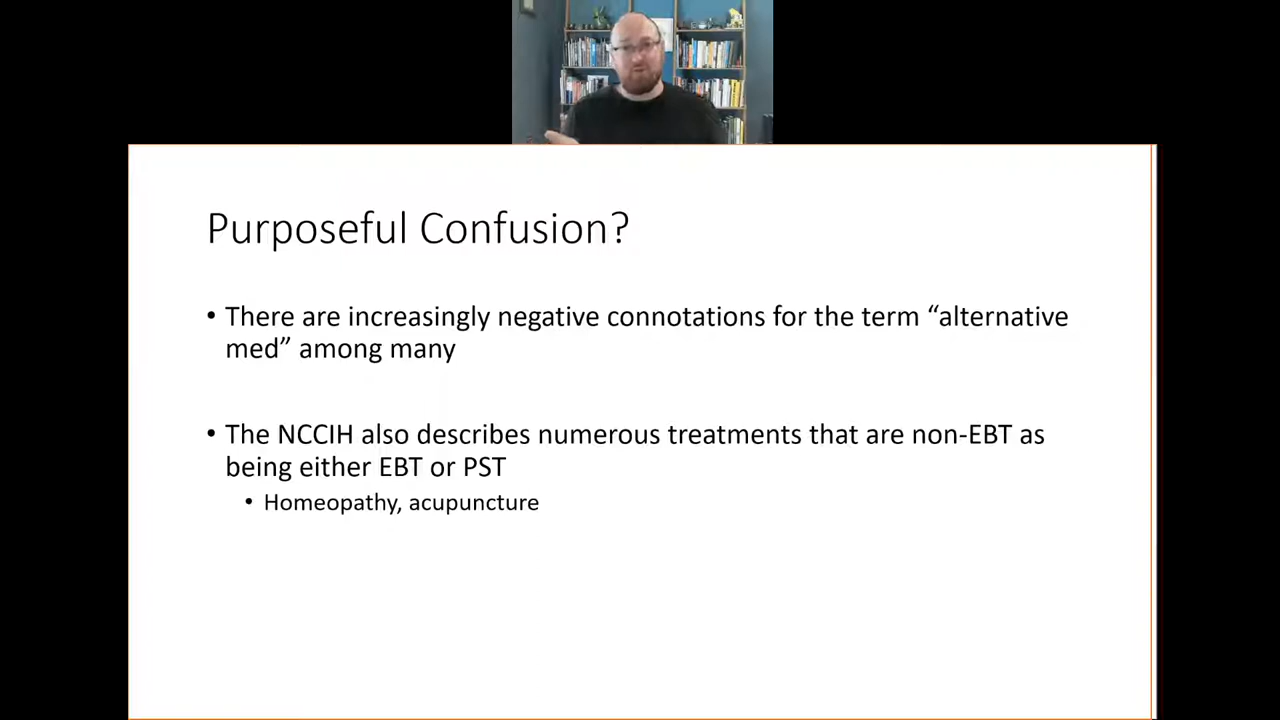 Purposeful Confusion?
• There are increasingly negative connotations for the term “alternative
med” among many
• The NCCIH also describes numerous treatments that are non-EBT as
being either EBT or PST
• Homeopathy, acupuncture